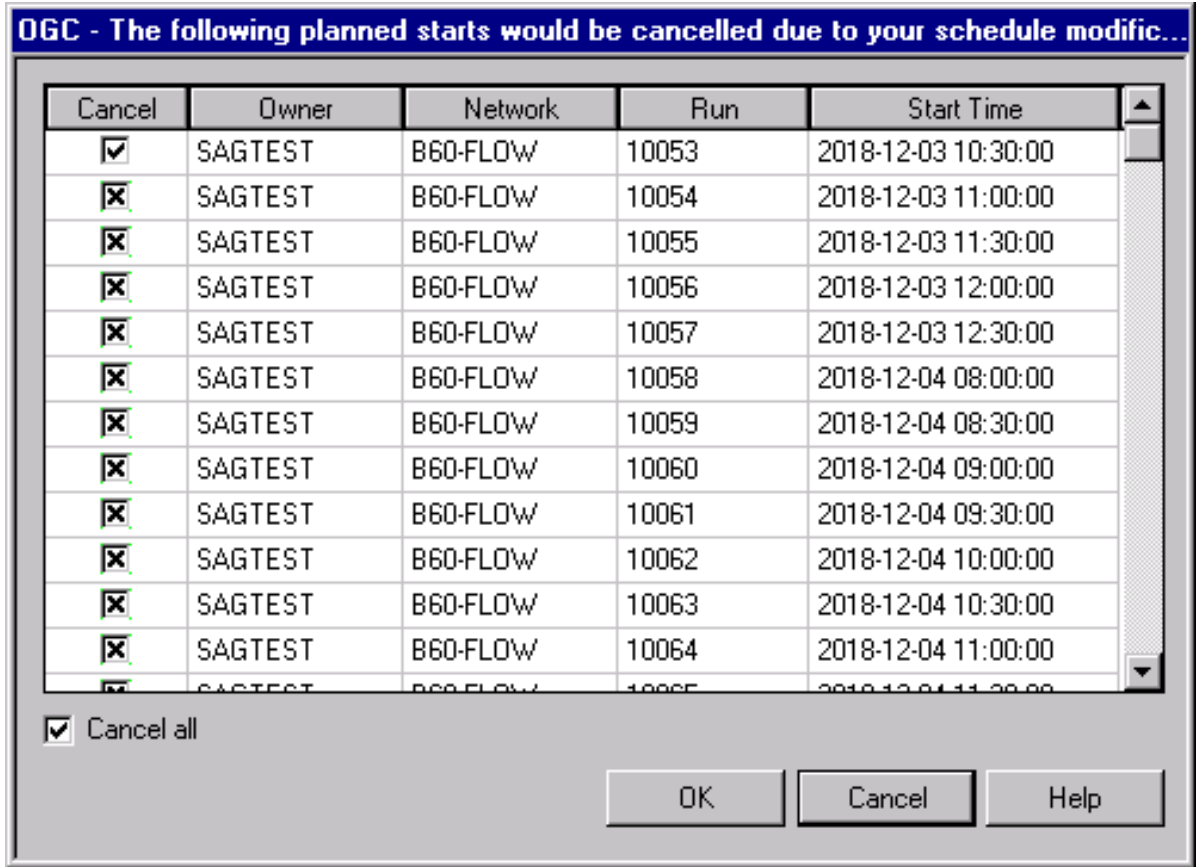 OGC - The following planned starts would be cancelled due to your schedule modific...
Cancel Owner Network Run Start Time
SAGTEST B60-FLOW 10053 2018-12-03 10:30:00
SAGTEST B60-FLOW 10054 2018-12-03 11:00:00
SAGTEST B60-FLOW 10055 2018-12-03 11:30:00
SAGTEST B60-FLOW 10056 2018-12-03 12:00:00
SAGTEST B60-FLOW 10057 2018-12-03 12:30:00
SAGTEST B60-FLOW 10058 2018-12-04 08:00:00
SAGTEST B60-FLOW 10059 2018-12-04 08:30:00
SAGTEST B60-FLOW 10060 2018-12-04 09:00:00
SAGTEST B60-FLOW 10061 2018-12-04 09:30:00
SAGTEST B60-FLOW 10062 2018-12-04 10:00:00
SAGTEST B60-FLOW 10063 2018-12-04 10:30:00
SAGTEST B60-FLOW 10064 2018-12-04 11:00:00
Cancel all
OK Cancel Help